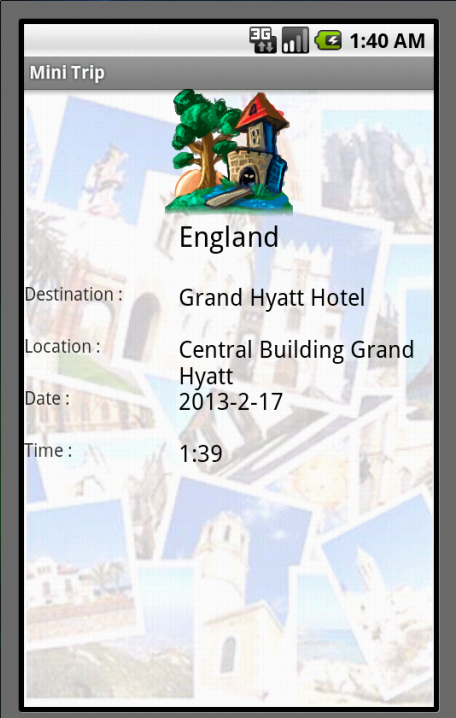 3G 1:40 AM
Mini Trip
England
Destination : Grand Hyatt Hotel
Location : Central Building Grand
Hyatt
Date : 2013-2-17
Time : 1:39